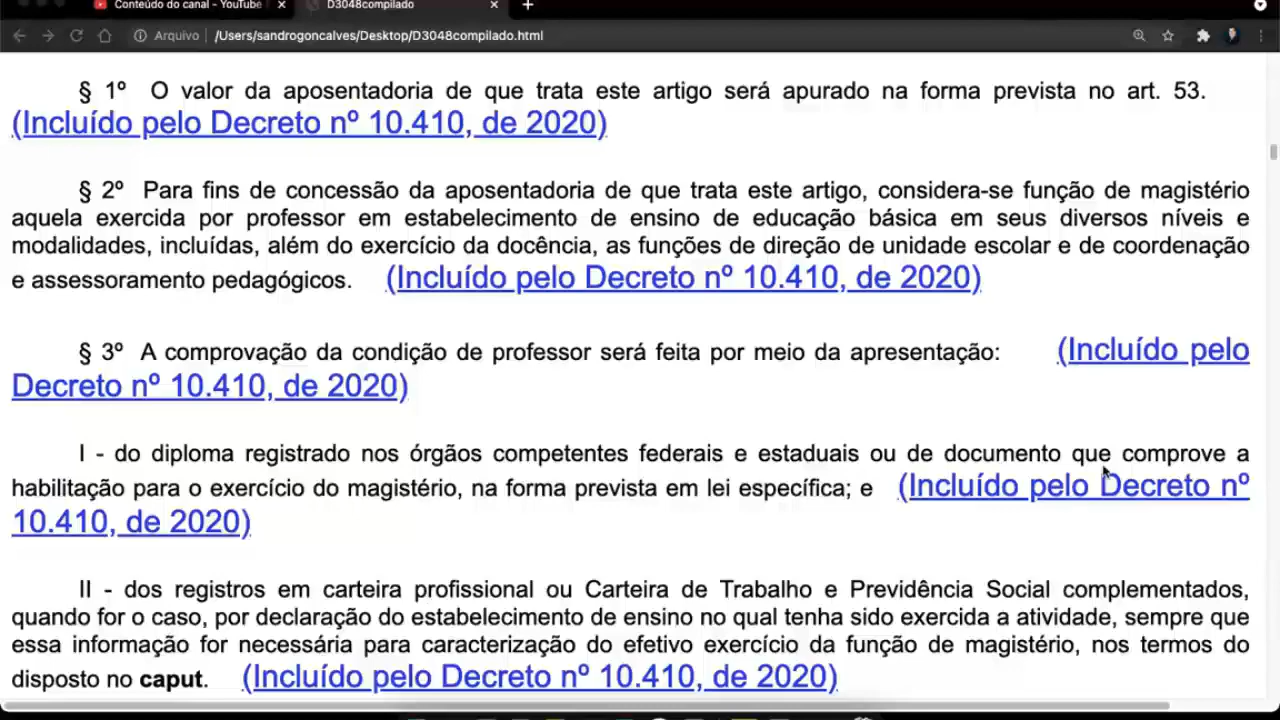 Conteúdo do canal - YouTube
D3048compilado
Arquivo | /Users/sandrogoncalves/Desktop/D3048compilado.html
§ 1º O valor da aposentadoria de que trata este artigo será apurado na forma prevista no art. 53.
(Incluído pelo Decreto nº 10.410, de 2020)
§ 2º Para fins de concessão da aposentadoria de que trata este artigo, considera-se função de magistério
aquela exercida por professor em estabelecimento de ensino de educação básica em seus diversos níveis e
modalidades, incluídas, além do exercício da docência, as funções de direção de unidade escolar e de coordenação
e assessoramento pedagógicos. (Incluído pelo Decreto nº 10.410, de 2020)
§ 3º A comprovação da condição de professor será feita por meio da apresentação: (Incluído pelo
Decreto nº 10.410, de 2020)
I - do diploma registrado nos órgãos competentes federais e estaduais ou de documento que comprove a
habilitação para o exercício do magistério, na forma prevista em lei específica; e (Incluído pelo Decreto nº
10.410, de 2020)
II - dos registros em carteira profissional ou Carteira de Trabalho e Previdência Social complementados,
quando for o caso, por declaração do estabelecimento de ensino no qual tenha sido exercida a atividade, sempre que
essa informação for necessária para caracterização do efetivo exercício da função de magistério, nos termos do
disposto no caput. (Incluído pelo Decreto nº 10.410, de 2020)